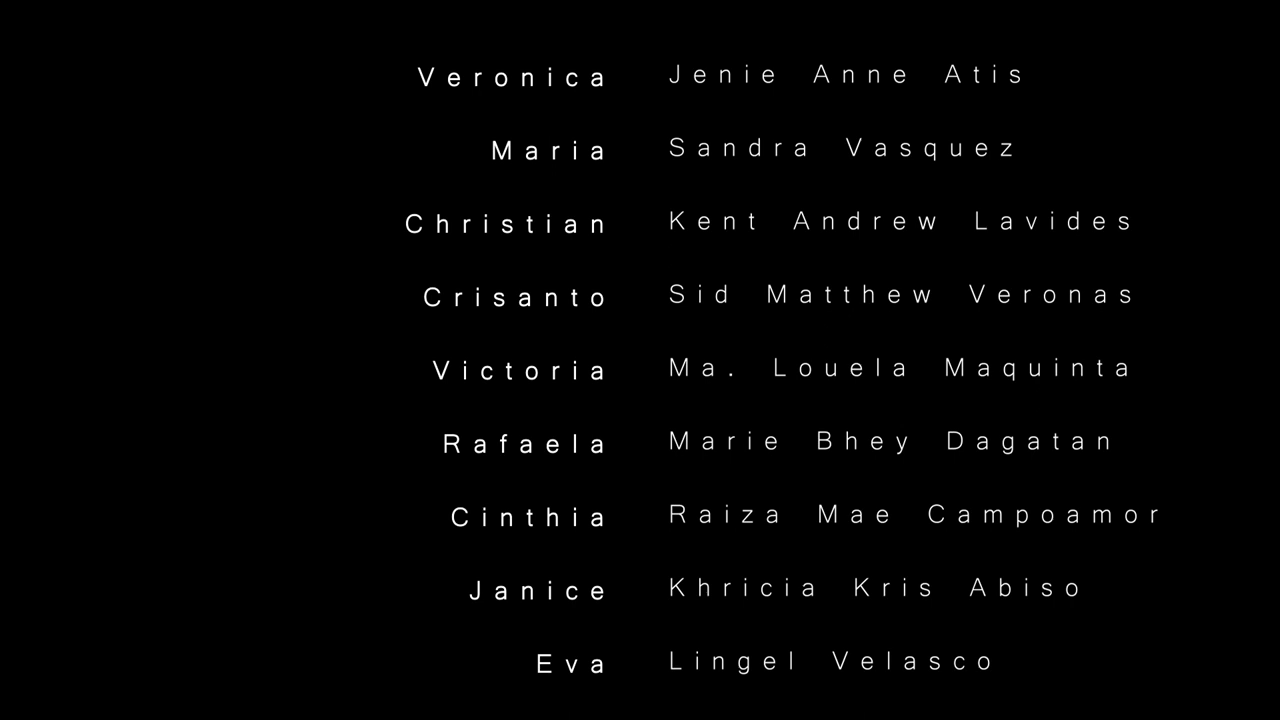 Veronica Jenie Anne Atis
Maria Sandra Vasquez
Christian Kent Andrew Lavides
Crisanto Sid Matthew Veronas
Victoria Ma. Louela Maquinta
Rafaela Marie Bhey Dagatan
Cinthia Raiza Mae Campoamor
Janice Khricia Kris Abiso
Eva Lingel Velasco